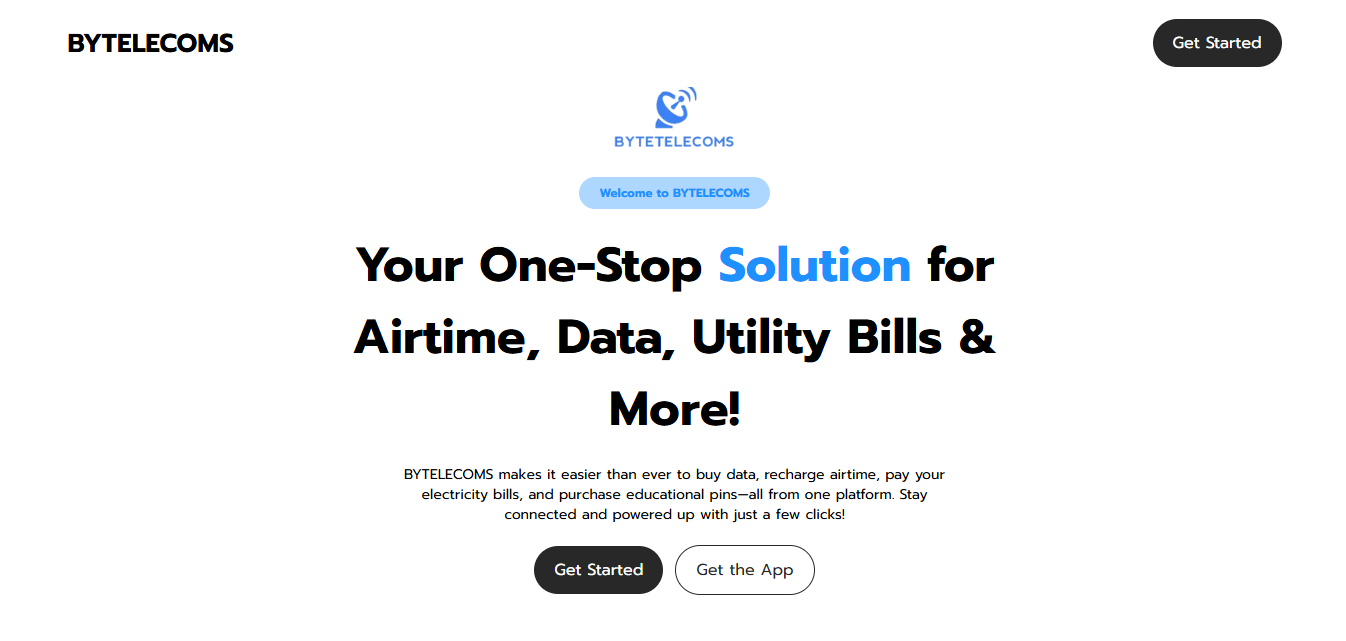 BYTELECOMS
Get Started
BYTETELECOMS
Welcome to BYTELECOMS
Your One-Stop Solution for
Airtime, Data, Utility Bills &
More!
BYTELECOMS makes it easier than ever to buy data, recharge airtime, pay your
electricity bills, and purchase educational pins—all from one platform. Stay
connected and powered up with just a few clicks!
Get Started
Get the App